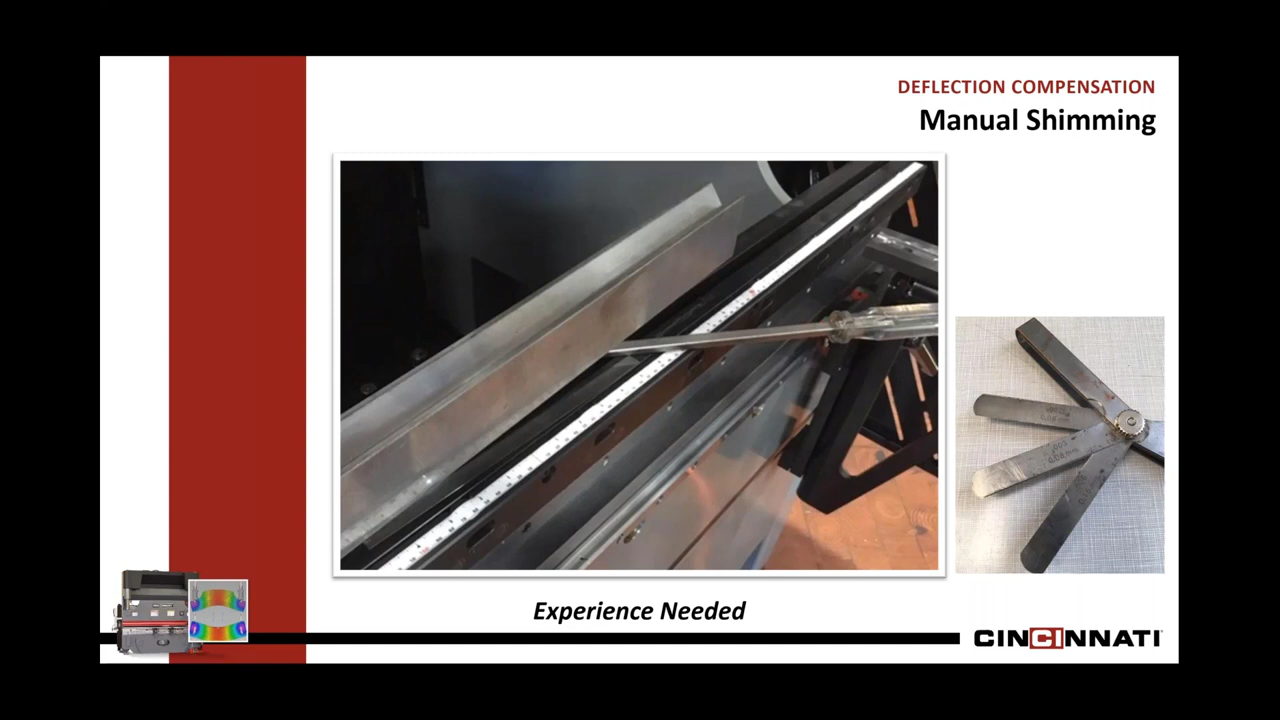 DEFLECTION COMPENSATION
Manual Shimming
Experience Needed
CINCINNATI